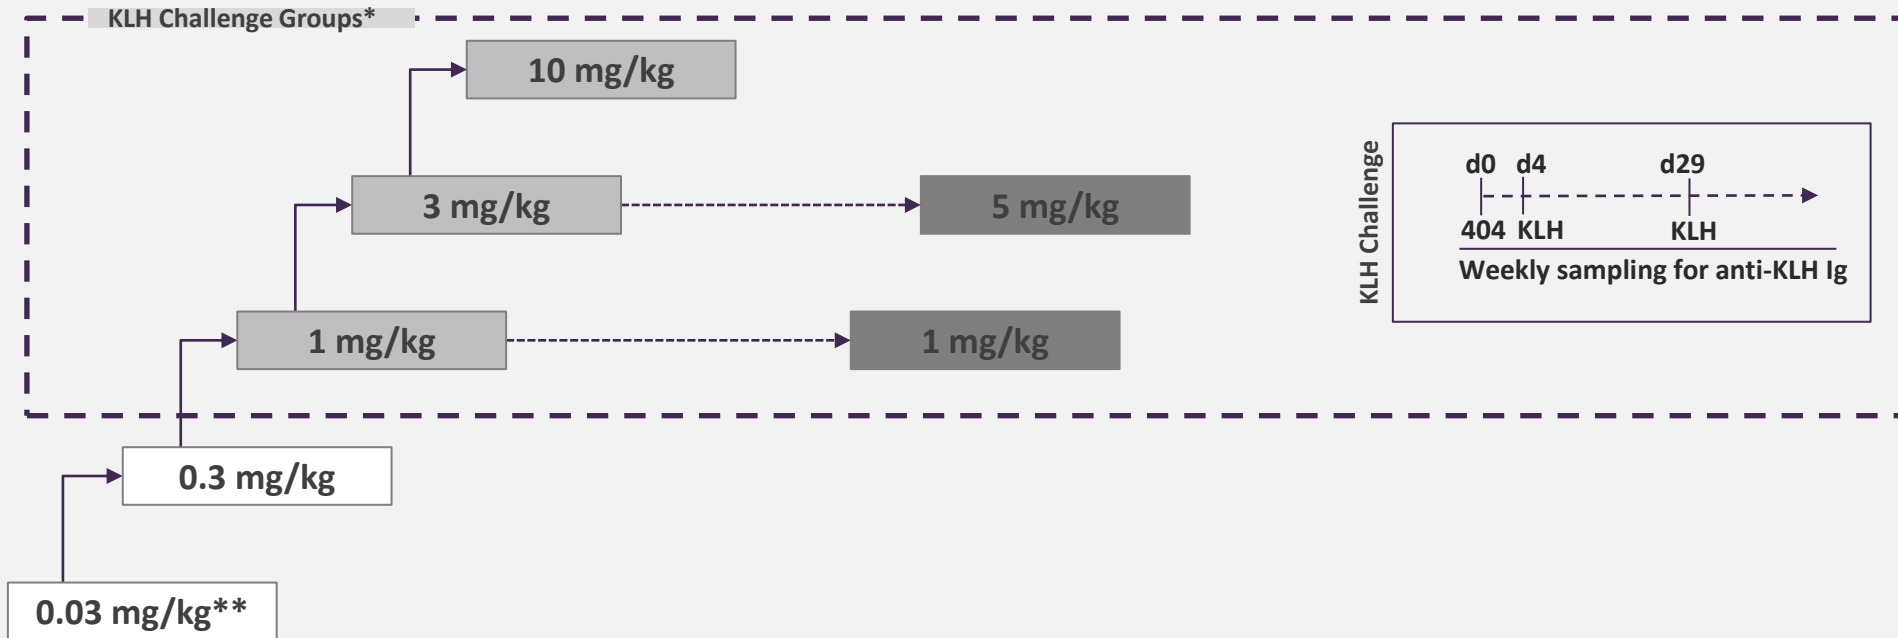 KLH Challenge Groups*
10 mg/kg
3 mg/kg
5 mg/kg
1 mg/kg
1 mg/kg
0.3 mg/kg
0.03 mg/kg**
KLH Challenge
d0 d4 d29
404 KLH KLH
Weekly sampling for anti-KLH Ig